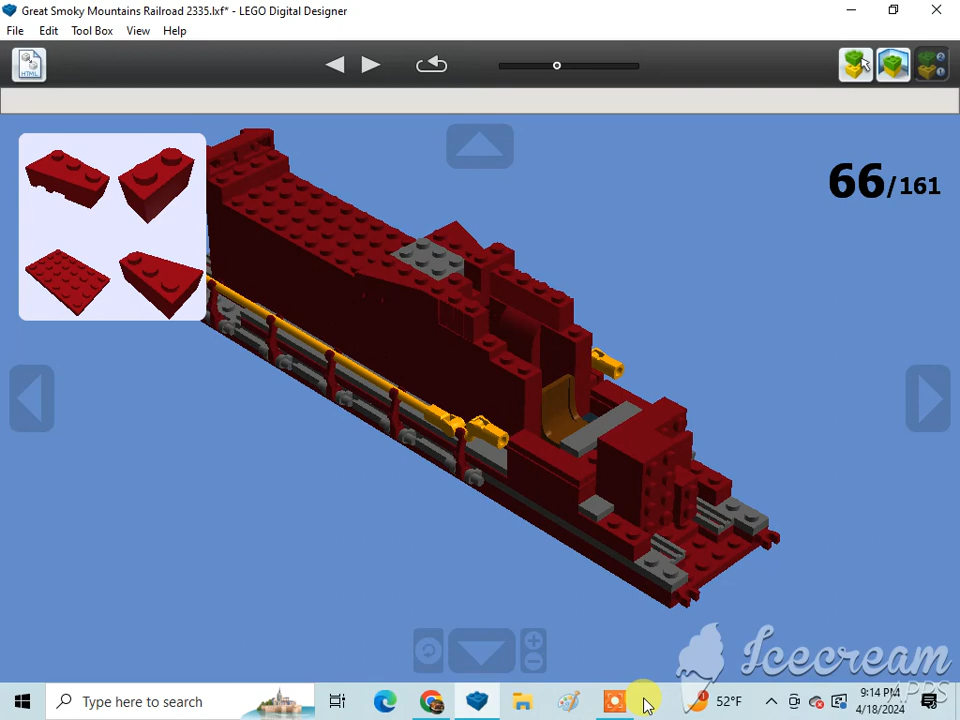 Great Smoky Mountains Railroad 2335.lxf* - LEGO Digital Designer
File Edit Tool Box View Help
HTML
66/161
Icecream
APPS
Type here to search
52°F
9:14 PM
4/18/2024